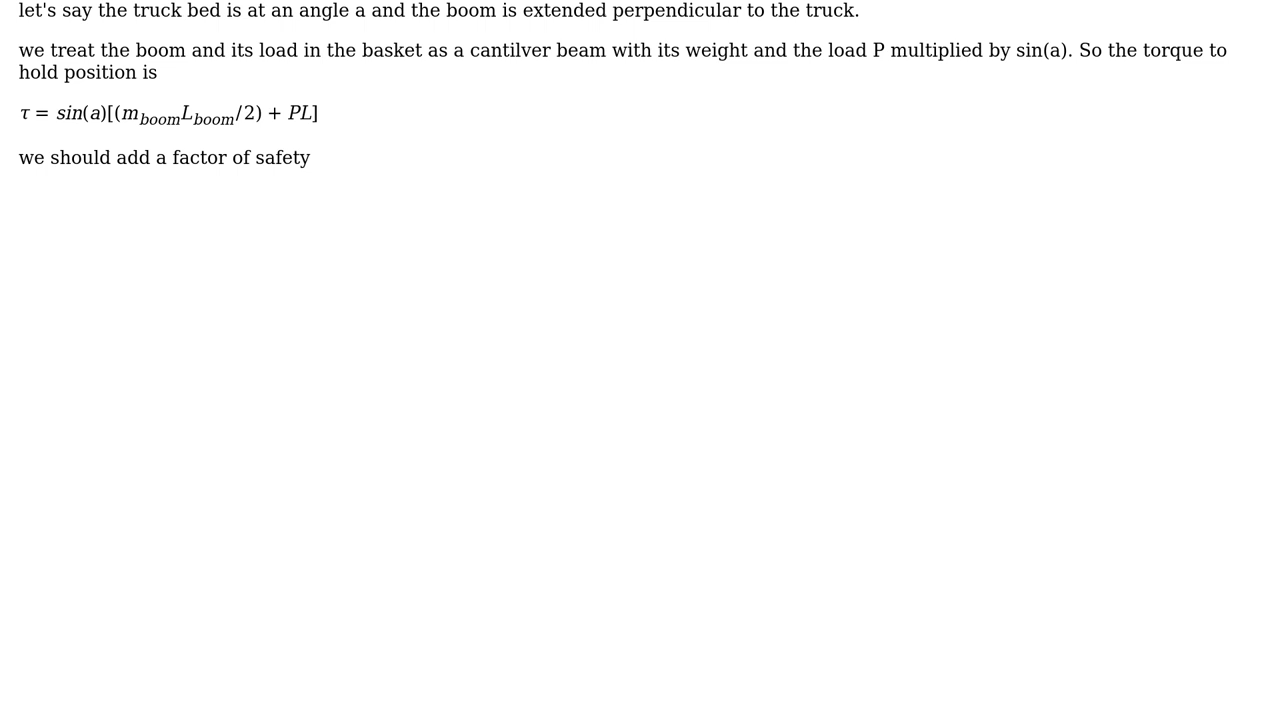 let's say the truck bed is at an angle a and the boom is extended perpendicular to the truck.
we treat the boom and its load in the basket as a cantilver beam with its weight and the load P multiplied by sin(a). So the torque to
hold position is
τ = sin(a)[(m_boom L_boom/2) + PL]
we should add a factor of safety